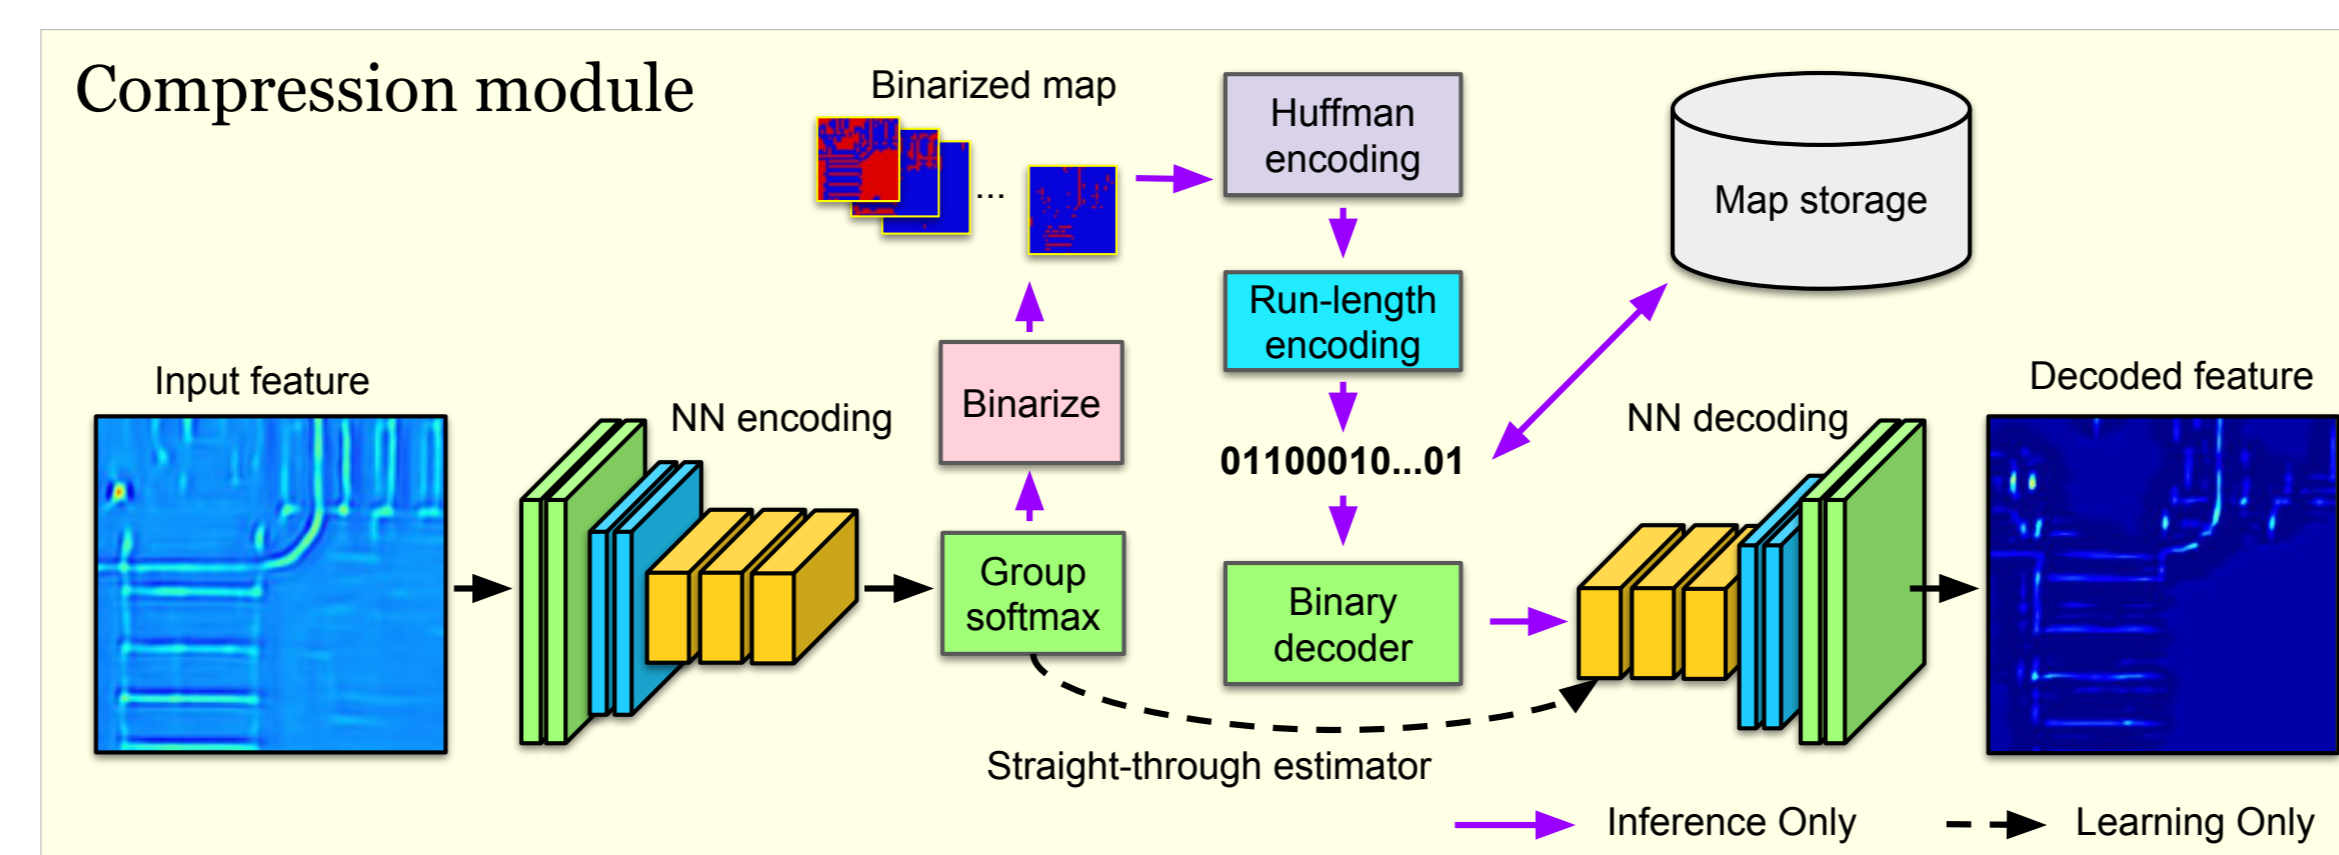 Compression module
Binarized map
...
Huffman
encoding
Map storage
Run-length
encoding
Input feature
NN encoding
Binarize
01100010...01
NN decoding
Decoded feature
Group
softmax
Binary
decoder
Straight-through estimator
Inference Only
Learning Only